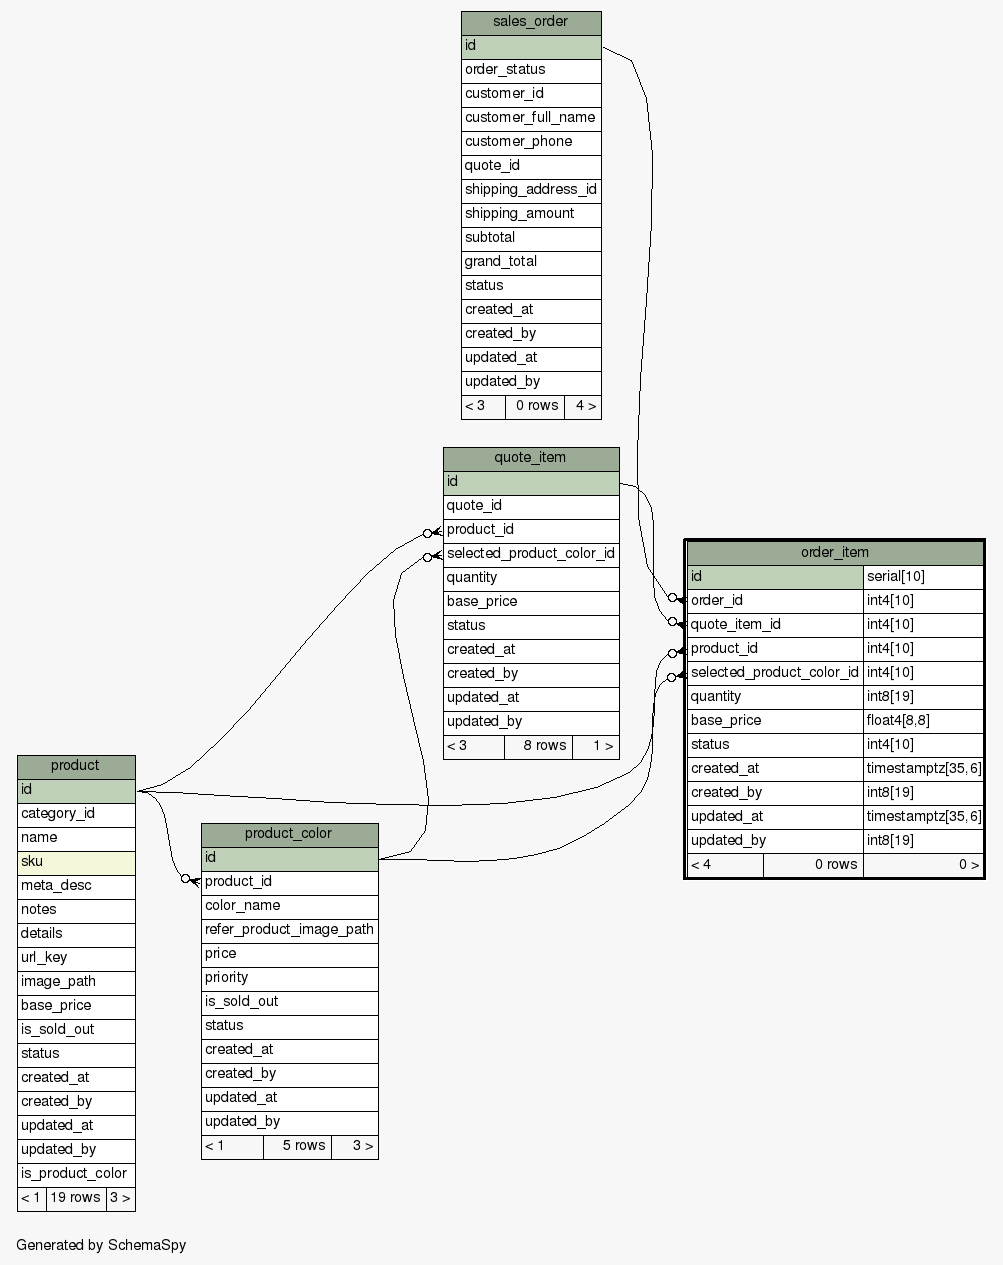 sales_order
id
order_status
customer_id
customer_full_name
customer_phone
quote_id
shipping_address_id
shipping_amount
subtotal
grand_total
status
created_at
created_by
updated_at
updated_by
< 3 0 rows 4 >
quote_item
id
quote_id
product_id
selected_product_color_id
quantity
base_price
status
created_at
created_by
updated_at
updated_by
< 3 8 rows 1 >
order_item
id serial[10]
order_id int4[10]
quote_item_id int4[10]
product_id int4[10]
selected_product_color_id int4[10]
quantity int8[19]
base_price float4[8,8]
status int4[10]
created_at timestamptz[35,6]
created_by int8[19]
updated_at timestamptz[35,6]
updated_by int8[19]
< 4 0 rows 0 >
product
id
category_id
name
sku
meta_desc
notes
details
url_key
image_path
base_price
is_sold_out
status
created_at
created_by
updated_at
updated_by
is_product_color
< 1 19 rows 3 >
product_color
id
product_id
color_name
refer_product_image_path
price
priority
is_sold_out
status
created_at
created_by
updated_at
updated_by
< 1 5 rows 3 >
Generated by SchemaSpy